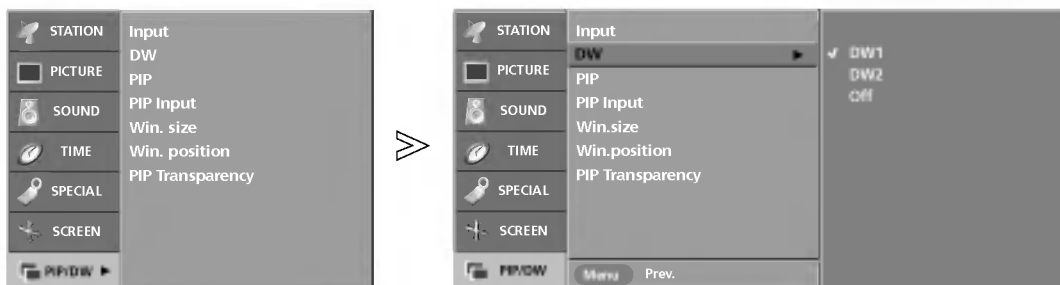 STATION
PICTURE
SOUND
TIME
SPECIAL
SCREEN
PIP/DW
Input
DW
PIP
PIP Input
Win. size
Win. position
PIP Transparency
STATION
PICTURE
SOUND
TIME
SPECIAL
SCREEN
PIP/DW
Input
DW
PIP
PIP Input
Win.size
Win.position
PIP Transparency
Menu Prev.
DW1
DW2
Off